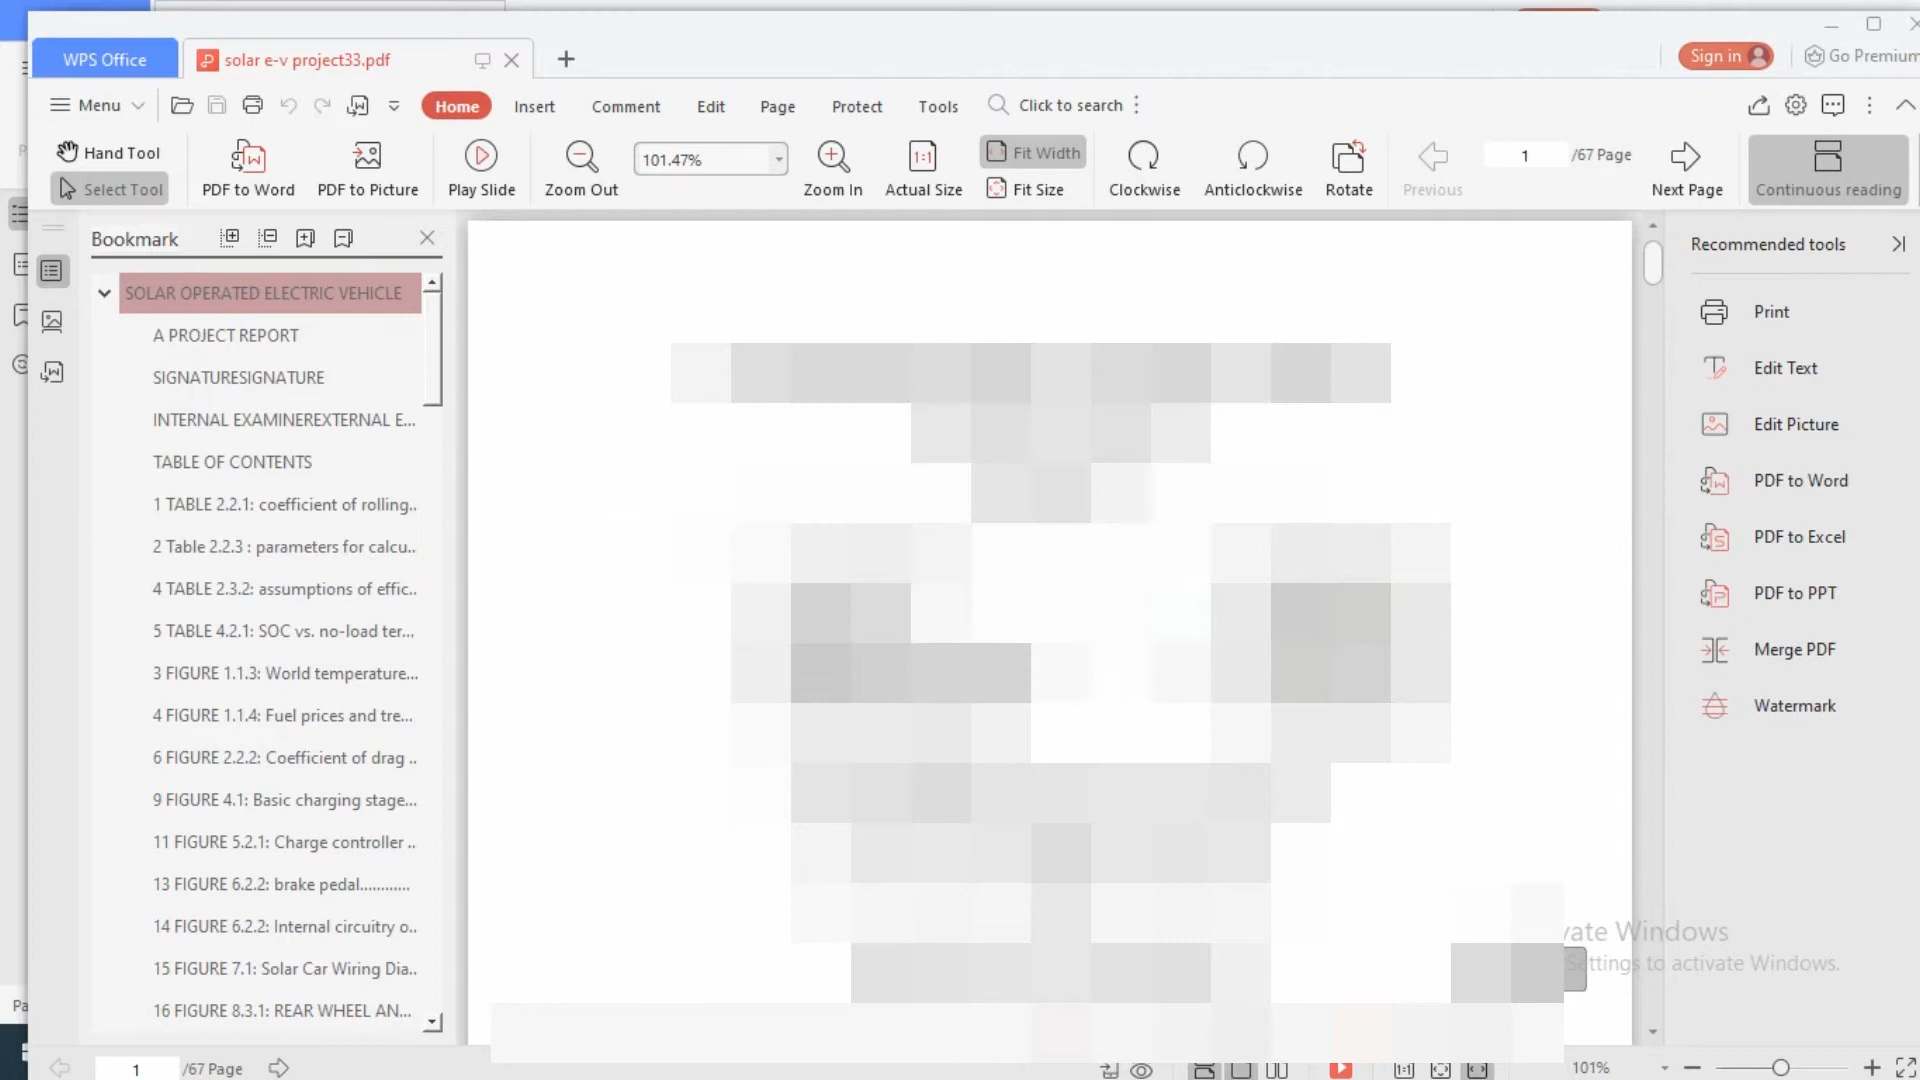 WPS Office
solar e-v project33.pdf
Sign in
Go Premium
Menu
Home
Insert
Comment
Edit
Page
Protect
Tools
Click to search
Hand Tool
Select Tool
PDF to Word
PDF to Picture
Play Slide
Zoom Out
101.47%
Zoom In
Actual Size
Fit Width
Fit Size
Clockwise
Anticlockwise
Rotate
Previous
1 /67 Page
Next Page
Continuous reading
Bookmark
SOLAR OPERATED ELECTRIC VEHICLE
A PROJECT REPORT
SIGNATURESIGNATURE
INTERNAL EXAMINEREXTERNAL E...
TABLE OF CONTENTS
1 TABLE 2.2.1: coefficient of rolling..
2 Table 2.2.3 : parameters for calcu..
4 TABLE 2.3.2: assumptions of effic..
5 TABLE 4.2.1: SOC vs. no-load ter...
3 FIGURE 1.1.3: World temperature...
4 FIGURE 1.1.4: Fuel prices and tre...
6 FIGURE 2.2.2: Coefficient of drag ..
9 FIGURE 4.1: Basic charging stage...
11 FIGURE 5.2.1: Charge controller ..
13 FIGURE 6.2.2: brake pedal............
14 FIGURE 6.2.2: Internal circuitry o..
15 FIGURE 7.1: Solar Car Wiring Dia..
16 FIGURE 8.3.1: REAR WHEEL AN...
Recommended tools
Print
Edit Text
Edit Picture
PDF to Word
PDF to Excel
PDF to PPT
Merge PDF
Watermark
vate Windows
Settings to activate Windows.
Pa
1 /67 Page
101%